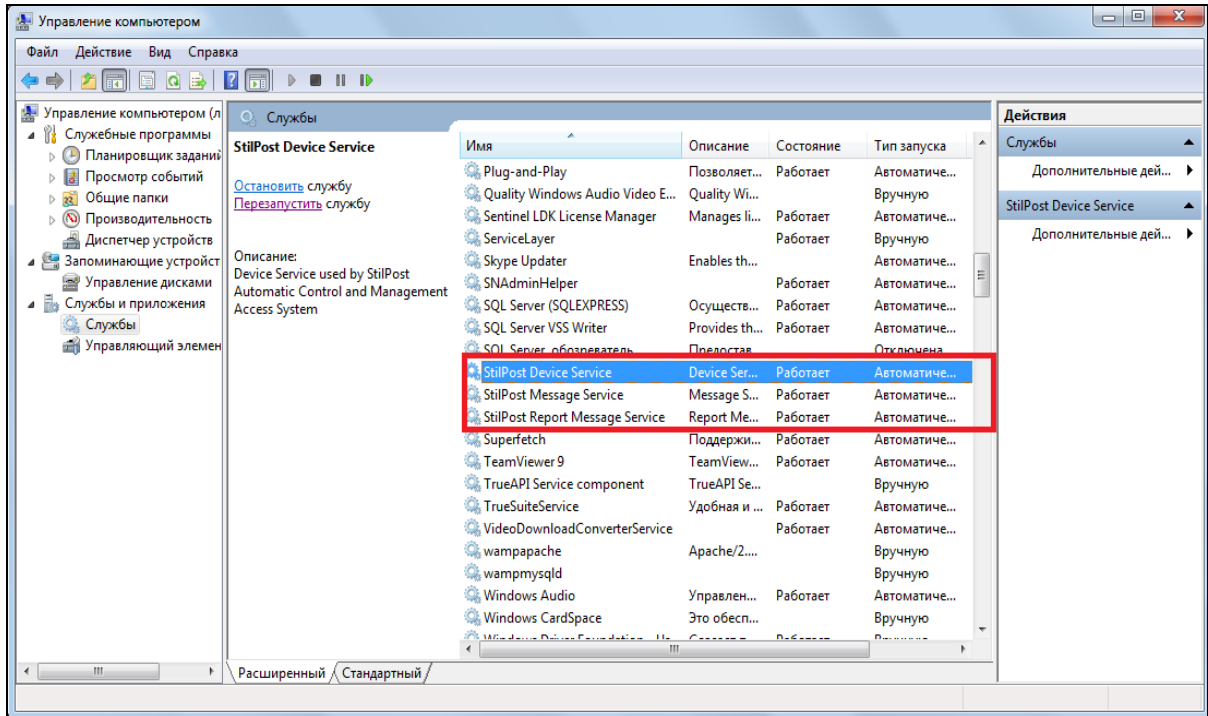 Управление компьютером
Файл Действие Вид Справка
Управление компьютером (л
Служебные программы
Планировщик заданий
Просмотр событий
Общие папки
Производительность
Диспетчер устройств
Запоминающие устройст
Управление дисками
Службы и приложения
Службы
Управляющий элемен
Службы
StilPost Device Service
Остановить службу
Перезапустить службу
Описание:
Device Service used by StilPost
Automatic Control and Management
Access System
Имя Описание Состояние Тип запуска
Plug-and-Play Позволяет... Работает Автоматиче...
Quality Windows Audio Video E... Quality Wi... Вручную
Sentinel LDK License Manager Manages li... Работает Автоматиче...
ServiceLayer Работает Вручную
Skype Updater Enables th... Автоматиче...
SNAdminHelper Работает Автоматиче...
SQL Server (SQLEXPRESS) Осуществ... Работает Автоматиче...
SQL Server VSS Writer Provides th... Работает Автоматиче...
SQL Server, обозреватель Предостав... Отключена
StilPost Device Service Device Ser... Работает Автоматиче...
StilPost Message Service Message S... Работает Автоматиче...
StilPost Report Message Service Report Me... Работает Автоматиче...
Superfetch Поддержи... Работает Автоматиче...
TeamViewer 9 TeamView... Работает Автоматиче...
TrueAPI Service component TrueAPI Se... Вручную
TrueSuiteService Удобная и ... Работает Автоматиче...
VideoDownloadConverterService Работает Автоматиче...
wampapache Apache/2.... Вручную
wampmysqld Вручную
Windows Audio Управлен... Работает Автоматиче...
Windows CardSpace Это обесп... Вручную
Windows Driver Foundation - Us... Работает Вручную
Расширенный Стандартный
Действия
Службы
Дополнительные дей...
StilPost Device Service
Дополнительные дей...